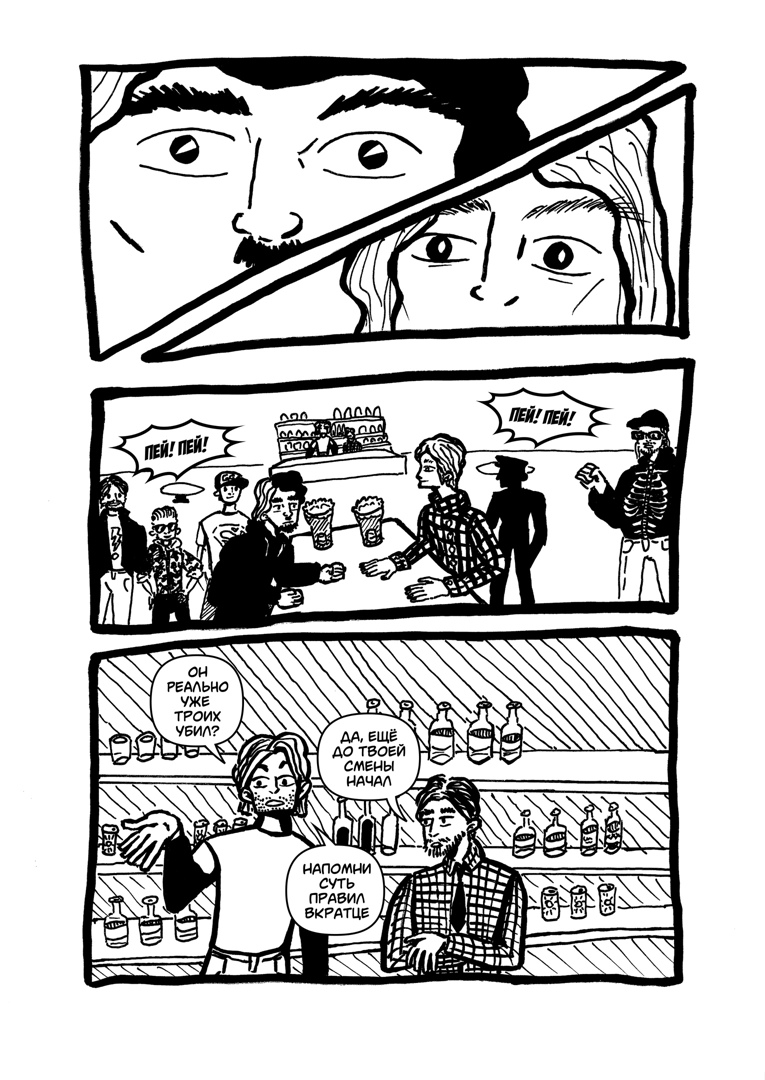 ПЕЙ! ПЕЙ!
ПЕЙ! ПЕЙ!
ОН
РЕАЛЬНО
УЖЕ
ТРОИХ
УБИЛ?
ДА, ЕЩЁ
ДО ТВОЕЙ
СМЕНЫ
НАЧАЛ
НАПОМНИ
СУТЬ
ПРАВИЛ
ВКРАТЦЕ